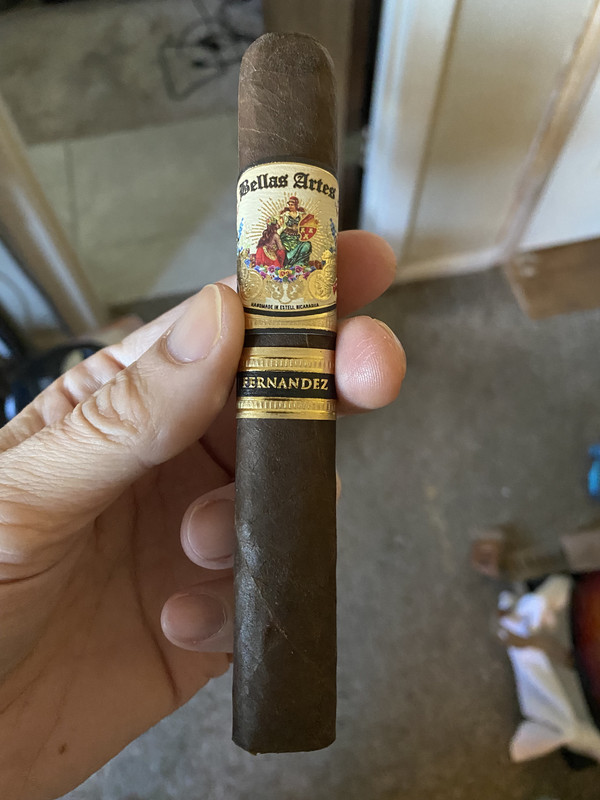 Bellas Artes
HANDMADE IN ESTELI, NICARAGUA
FERNANDEZ